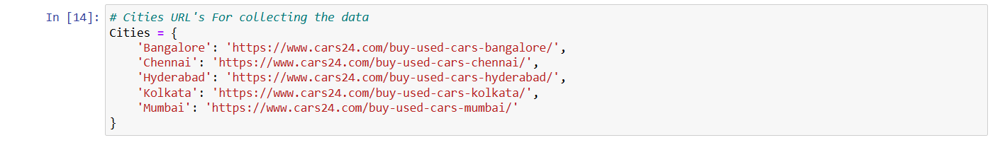 In [14]: # Cities URL's For collecting the data
Cities = {
    'Bangalore': 'https://www.cars24.com/buy-used-cars-bangalore/',
    'Chennai': 'https://www.cars24.com/buy-used-cars-chennai/',
    'Hyderabad': 'https://www.cars24.com/buy-used-cars-hyderabad/',
    'Kolkata': 'https://www.cars24.com/buy-used-cars-kolkata/',
    'Mumbai': 'https://www.cars24.com/buy-used-cars-mumbai/'
}